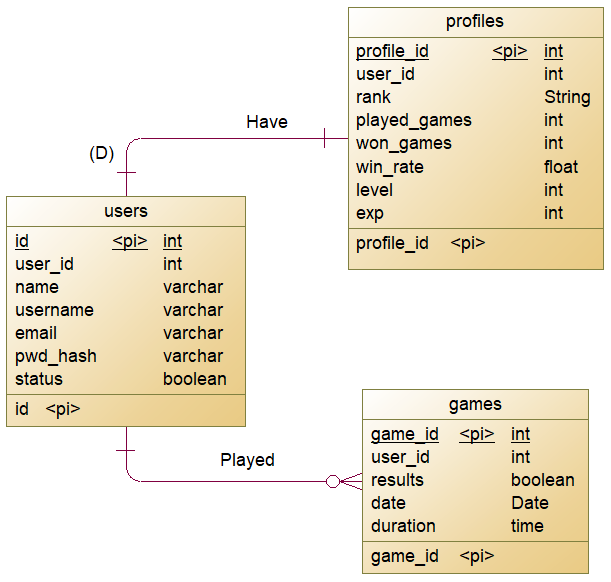 profiles
profile_id <pi> int
user_id int
rank String
played_games int
won_games int
win_rate float
level int
exp int
profile_id <pi>
Have
(D)
users
id <pi> int
user_id int
name varchar
username varchar
email varchar
pwd_hash varchar
status boolean
id <pi>
Played
games
game_id <pi> int
user_id int
results boolean
date Date
duration time
game_id <pi>